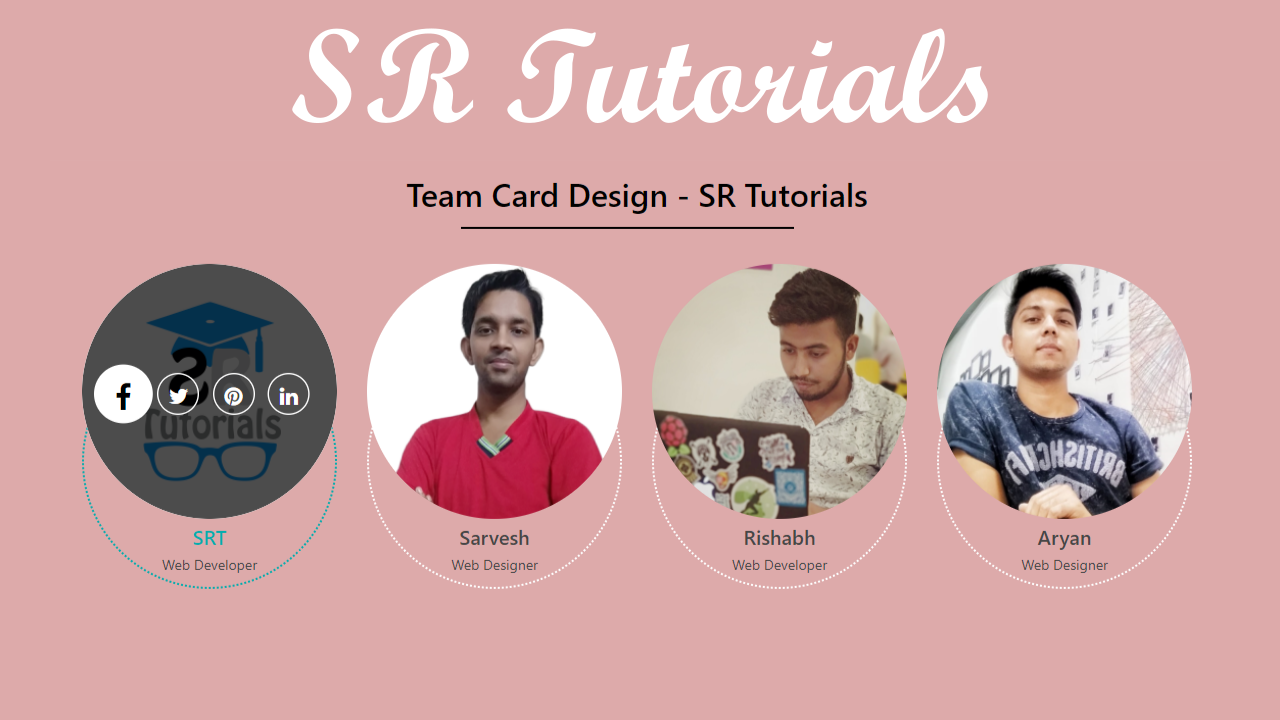 SR Tutorials
Team Card Design - SR Tutorials
SR
Tutorials
BRITISHCH
SRT
Sarvesh
Rishabh
Aryan
Web Developer
Web Designer
Web Developer
Web Designer